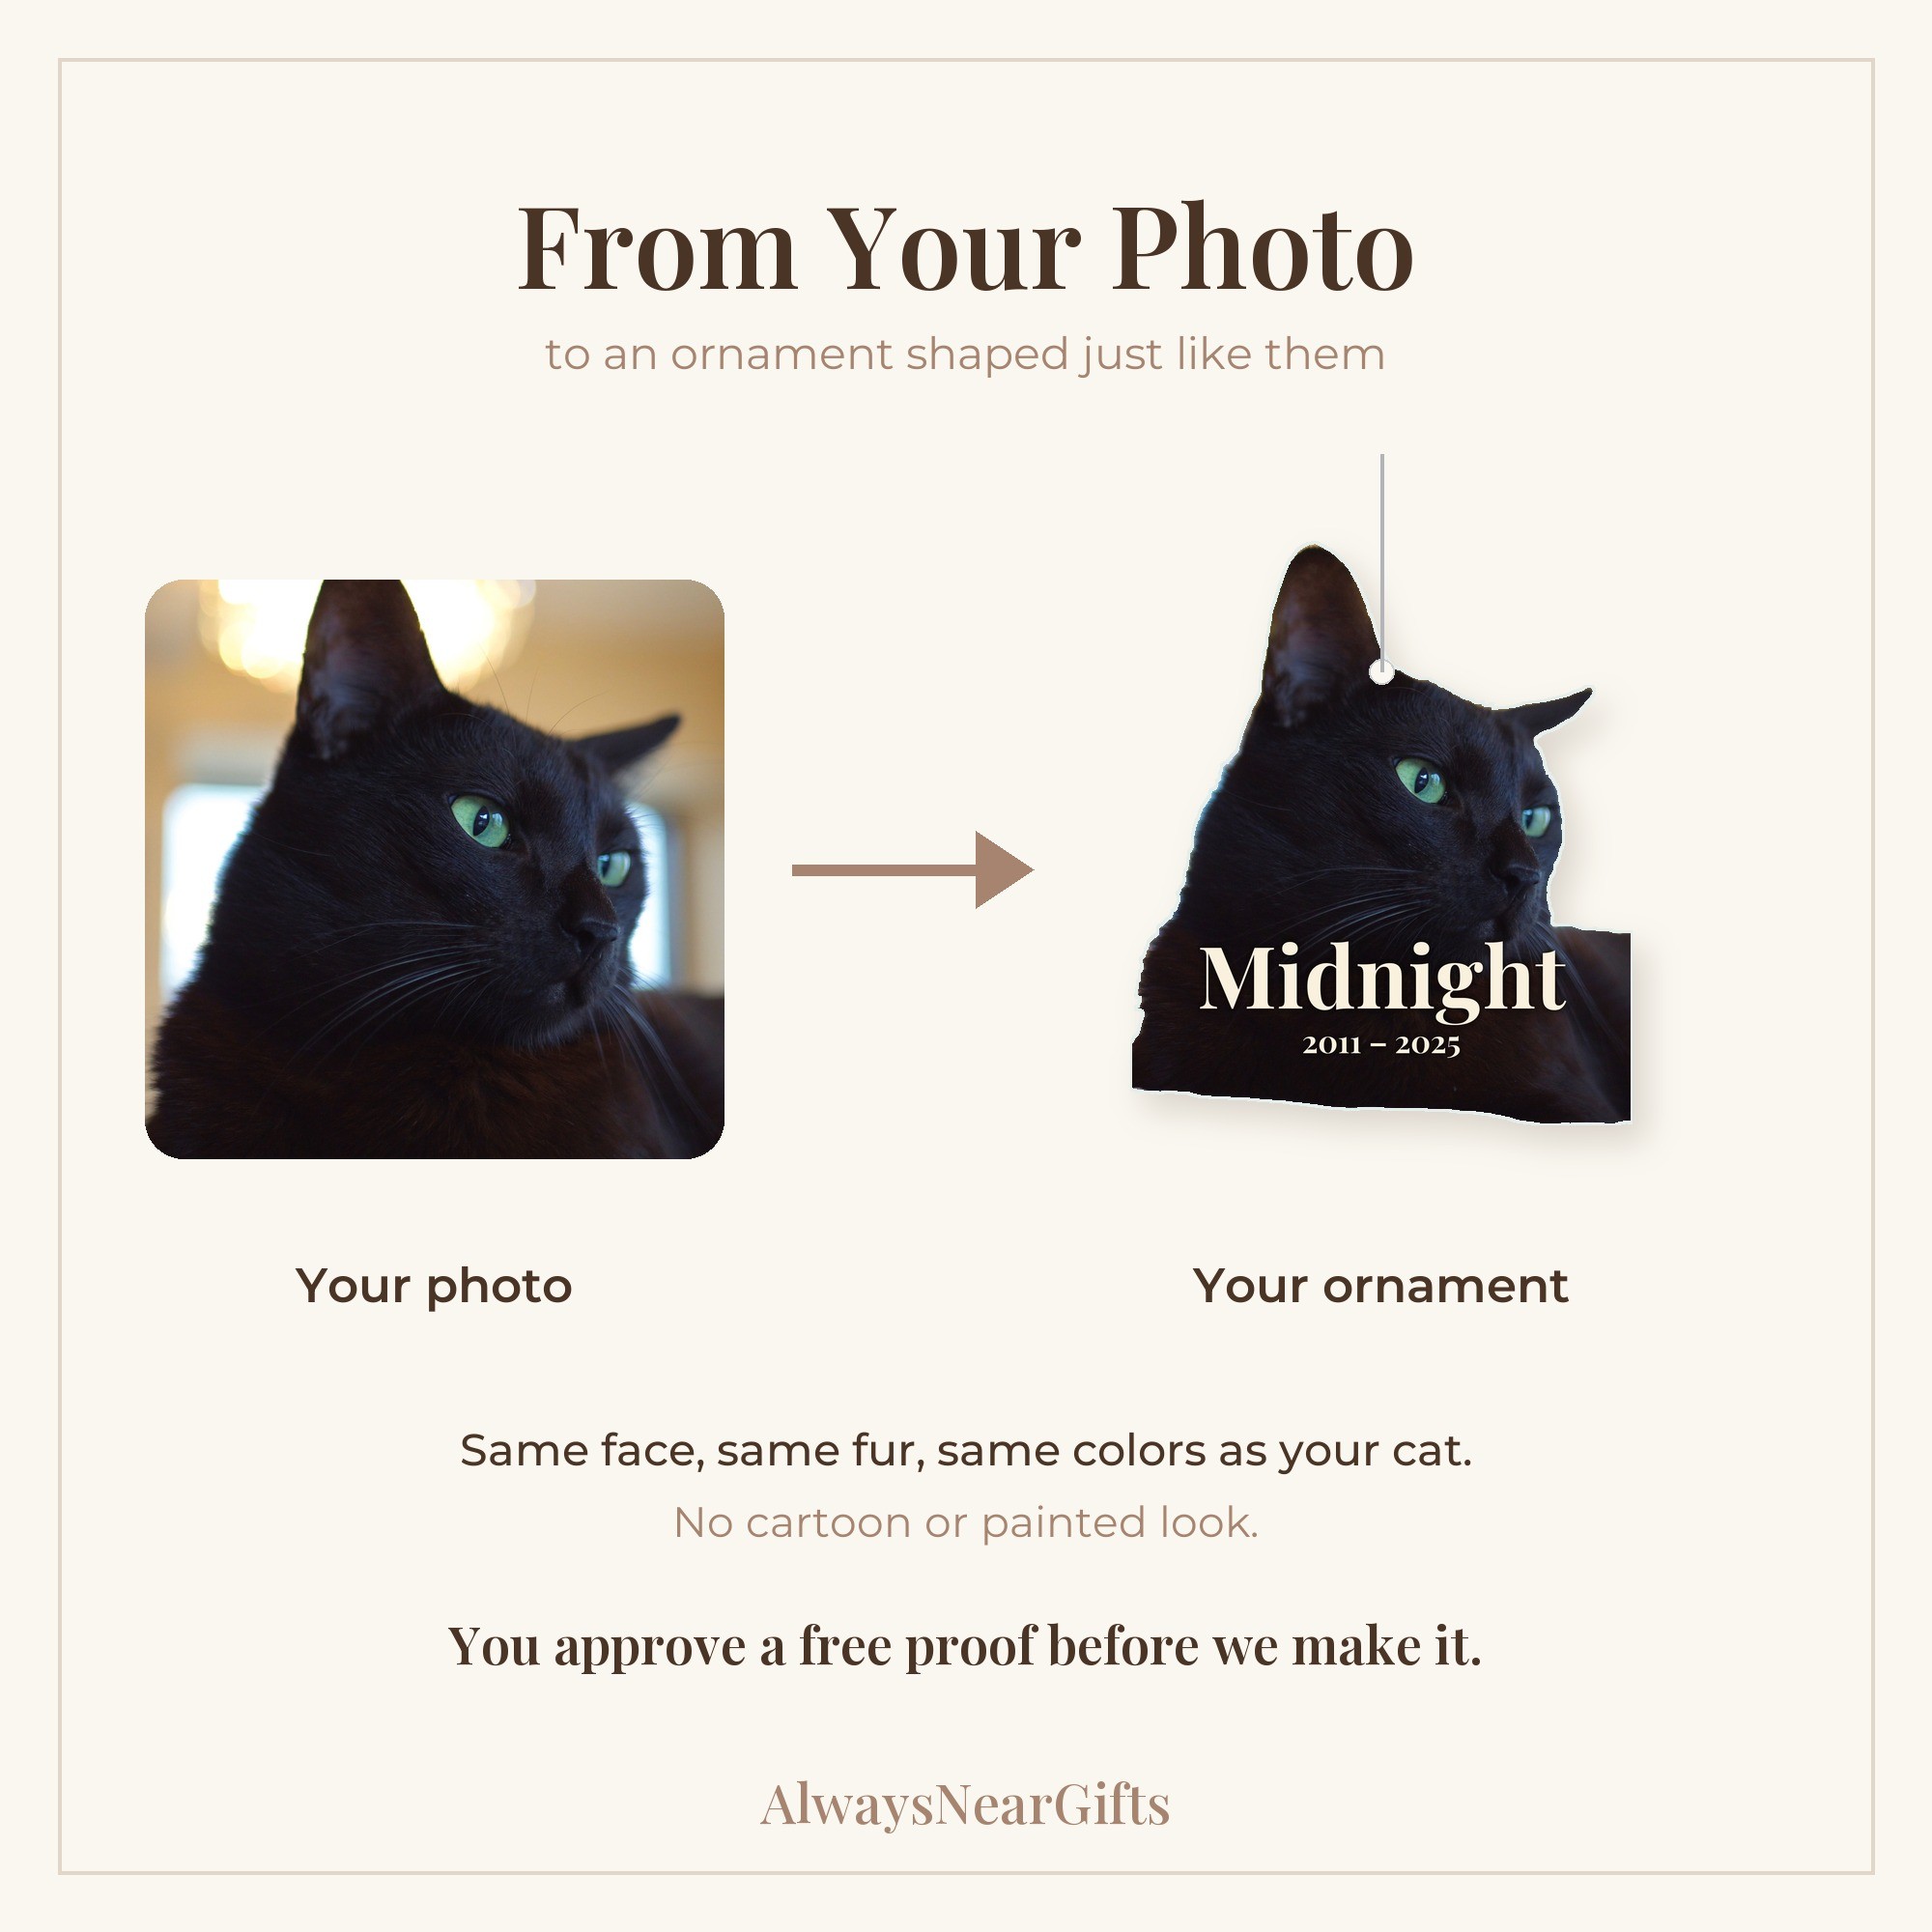 From Your Photo
to an ornament shaped just like them
Midnight
2011 – 2025
Your photo
Your ornament
Same face, same fur, same colors as your cat.
No cartoon or painted look.
You approve a free proof before we make it.
AlwaysNearGifts